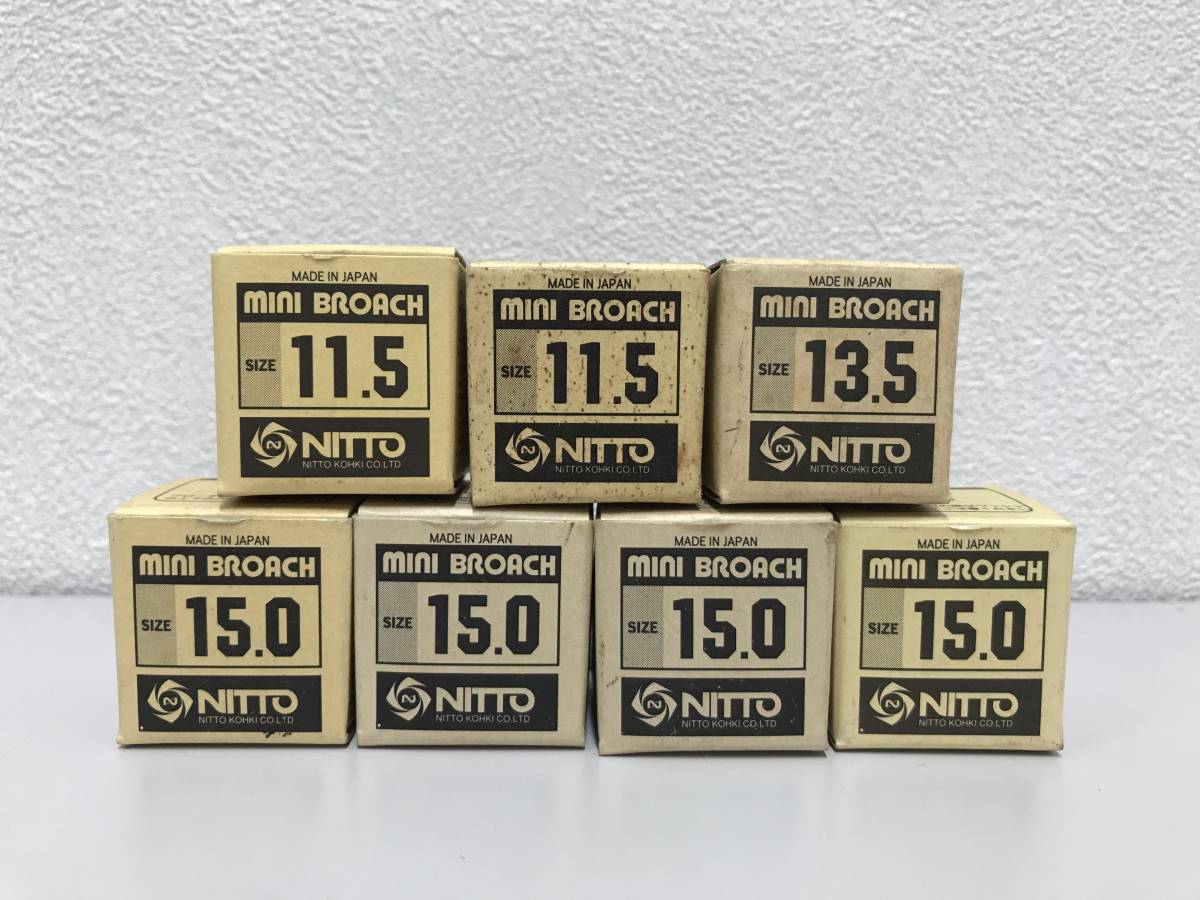 MADE IN JAPAN
MINI BROACH
SIZE 11.5
NITTO
NITTO KOHKI CO.LTD
MADE IN JAPAN
MINI BROACH
SIZE 11.5
NITTO
NITTO KOHKI CO.LTD
MADE IN JAPAN
MINI BROACH
SIZE 13.5
NITTO
NITTO KOHKI CO.LTD
MADE IN JAPAN
MINI BROACH
SIZE 15.0
NITTO
NITTO KOHKI CO.LTD
MADE IN JAPAN
MINI BROACH
SIZE 15.0
NITTO
NITTO KOHKI CO.LTD
MADE IN JAPAN
MINI BROACH
SIZE 15.0
NITTO
NITTO KOHKI CO.LTD
MADE IN JAPAN
MINI BROACH
SIZE 15.0
NITTO
NITTO KOHKI CO.LTD